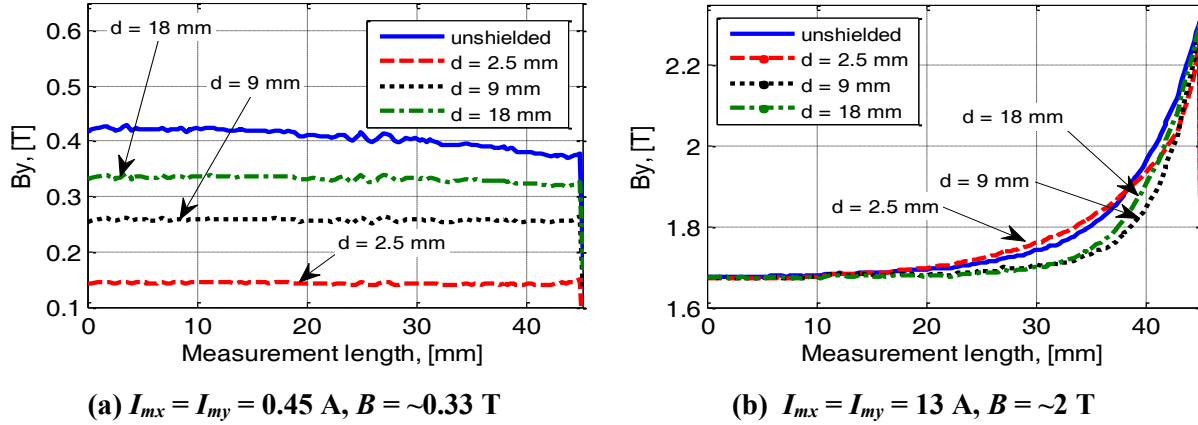 0.6
0.5
0.4
0.3
0.2
0.1
By, [T]
0 10 20 30 40
Measurement length, [mm]
d = 18 mm
d = 9 mm
d = 2.5 mm
unshielded
d = 2.5 mm
d = 9 mm
d = 18 mm
(a) Imx = Imy = 0.45 A, B = ~0.33 T
2.2
2
1.8
1.6
By, [T]
0 10 20 30 40
Measurement length, [mm]
unshielded
d = 2.5 mm
d = 9 mm
d = 18 mm
d = 18 mm
d = 9 mm
d = 2.5 mm
(b) Imx = Imy = 13 A, B = ~2 T